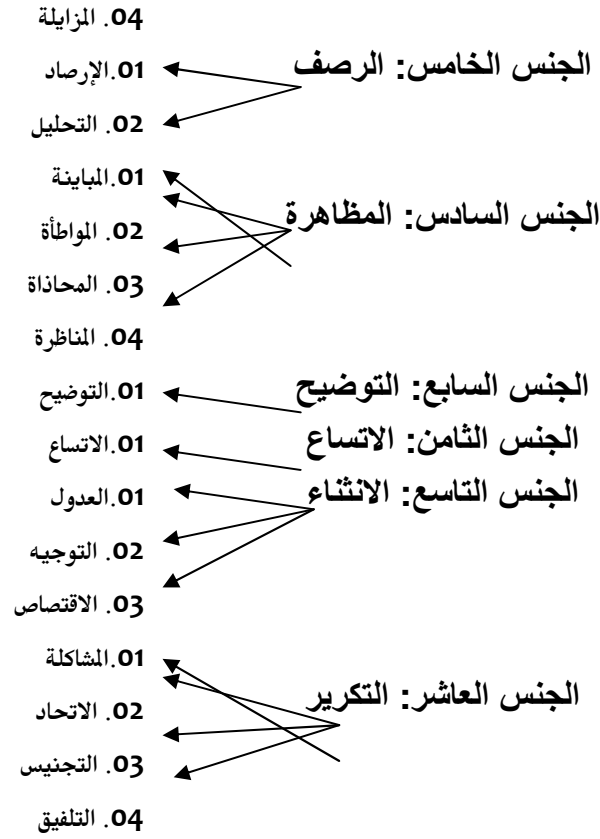 04. المزايلة
الجنس الخامس: الرصف
01.الإرصاد
02. التحليل
الجنس السادس: المظاهرة
01.المباينة
02. المواطأة
03. المحاذاة
04. المناظرة
الجنس السابع: التوضيح
01.التوضيح
الجنس الثامن: الاتساع
01.الاتساع
الجنس التاسع: الانثناء
01.العدول
02. التوجيه
03. الاقتصاص
الجنس العاشر: التكرير
01.المشاكلة
02. الاتحاد
03. التجنيس
04. التلفيق